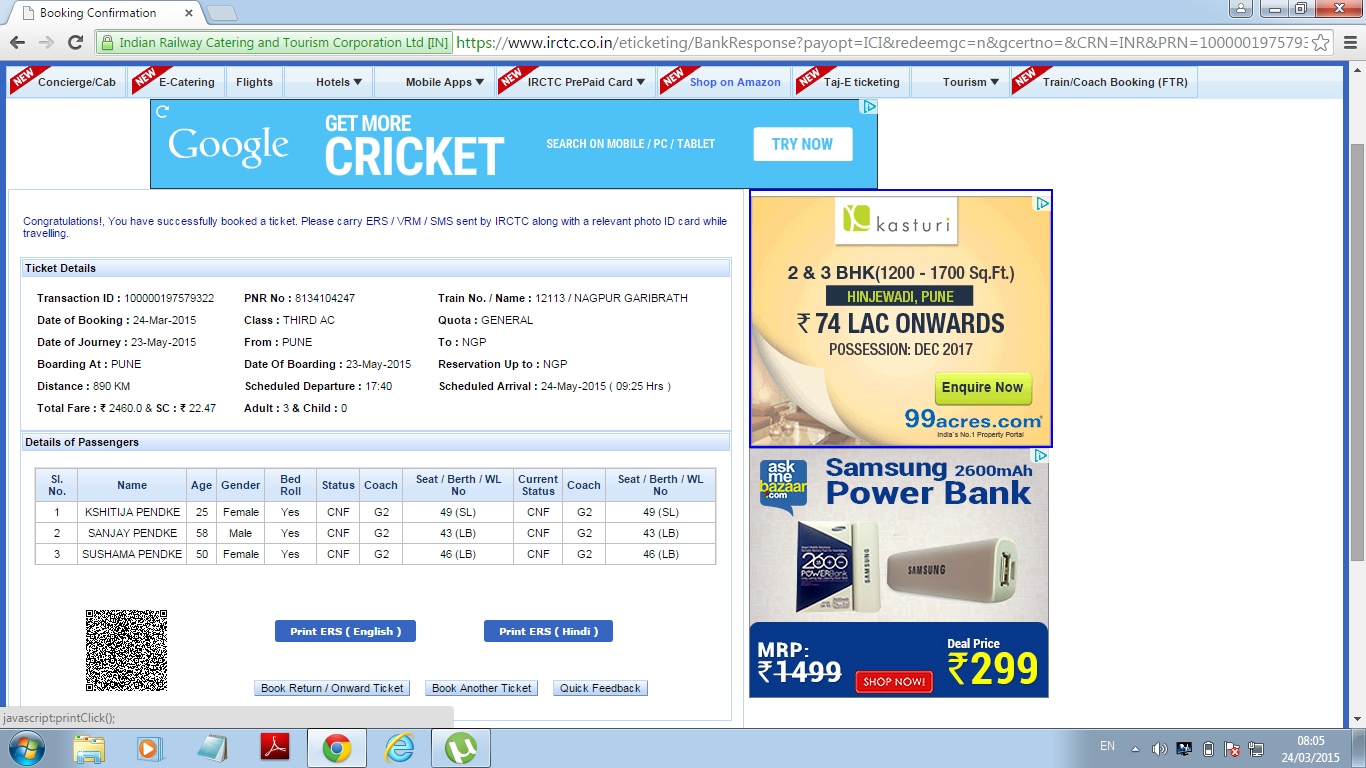 Booking Confirmation
Indian Railway Catering and Tourism Corporation Ltd [IN] https://www.irctc.co.in/eticketing/BankResponse?payopt=ICI&redeemgc=n&gcertno=&CRN=INR&PRN=1000001975793
NEW Concierge/Cab NEW E-Catering Flights Hotels Mobile Apps NEW IRCTC PrePaid Card NEW Shop on Amazon NEW Taj-E ticketing Tourism NEW Train/Coach Booking (FTR)
Google GET MORE CRICKET SEARCH ON MOBILE / PC / TABLET TRY NOW
Congratulations!, You have successfully booked a ticket. Please carry ERS / VRM / SMS sent by IRCTC along with a relevant photo ID card while
travelling.
Ticket Details
Transaction ID : 100000197579322 PNR No : 8134104247 Train No. / Name : 12113 / NAGPUR GARIBRATH
Date of Booking : 24-Mar-2015 Class : THIRD AC Quota : GENERAL
Date of Journey : 23-May-2015 From : PUNE To : NGP
Boarding At : PUNE Date Of Boarding : 23-May-2015 Reservation Up to : NGP
Distance : 890 KM Scheduled Departure : 17:40 Scheduled Arrival : 24-May-2015 ( 09:25 Hrs )
Total Fare : ₹ 2460.0 & SC : ₹ 22.47 Adult : 3 & Child : 0
Details of Passengers
Sl. No. Name Age Gender Bed Roll Status Coach Seat / Berth / WL No Current Status Coach Seat / Berth / WL No
1 KSHITIJA PENDKE 25 Female Yes CNF G2 49 (SL) CNF G2 49 (SL)
2 SANJAY PENDKE 58 Male Yes CNF G2 43 (LB) CNF G2 43 (LB)
3 SUSHAMA PENDKE 50 Female Yes CNF G2 46 (LB) CNF G2 46 (LB)
Print ERS ( English ) Print ERS ( Hindi )
Book Return / Onward Ticket Book Another Ticket Quick Feedback
kasturi
2 & 3 BHK(1200 - 1700 Sq.Ft.)
HINJEWADI, PUNE
₹ 74 LAC ONWARDS
POSSESSION: DEC 2017
Enquire Now
99acres.com
India's No.1 Property Portal
ask me bazaar .com
Samsung 2600mAh
Power Bank
2600
POWERBank
SAMSUNG
SAMSUNG
MRP:
₹1499
SHOP NOW!
Deal Price
₹299
javascript:printClick();
EN 08:05
24/03/2015